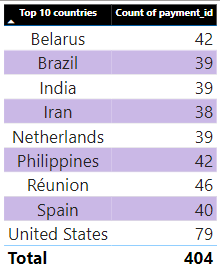 Top 10 countries Count of payment_id
Belarus 42
Brazil 39
India 39
Iran 38
Netherlands 39
Philippines 42
Réunion 46
Spain 40
United States 79
Total 404